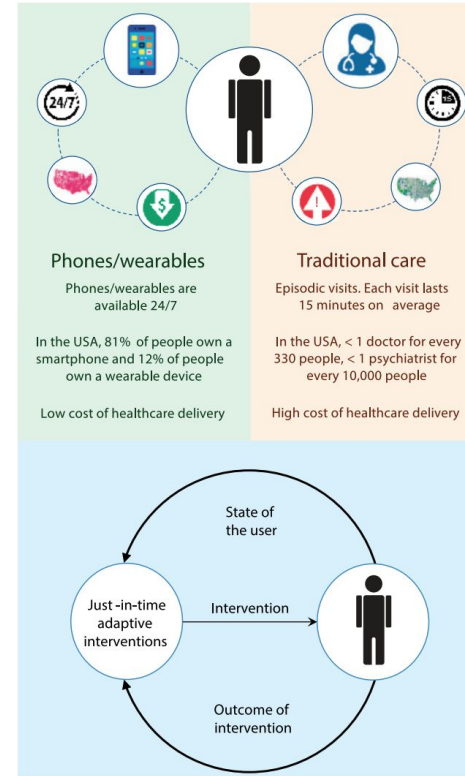 24/7
15
!
$
Phones/wearables
Phones/wearables are
available 24/7
In the USA, 81% of people own a
smartphone and 12% of people
own a wearable device
Low cost of healthcare delivery
Traditional care
Episodic visits. Each visit lasts
15 minutes on average
In the USA, < 1 doctor for every
330 people, < 1 psychiatrist for
every 10,000 people
High cost of healthcare delivery
State of
the user
Just-in-time
adaptive
interventions
Intervention
Outcome of
intervention